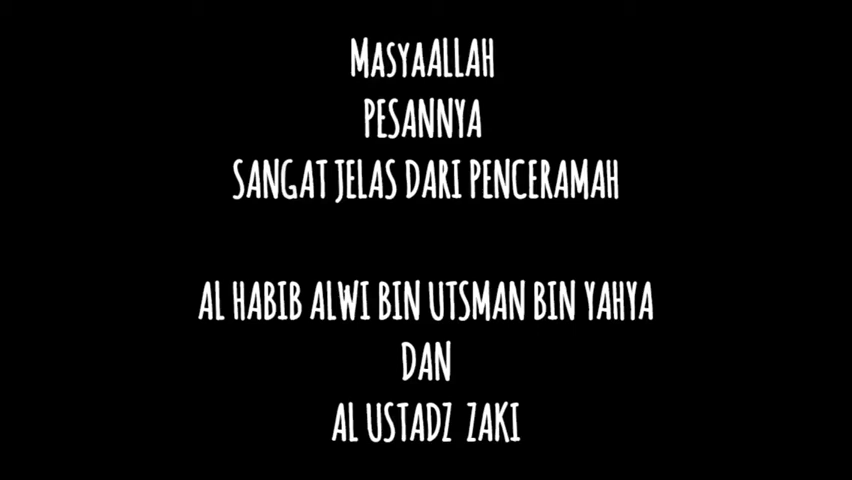 MASYAALLAH
PESANNYA
SANGAT JELAS DARI PENCERAMAH
AL HABIB ALWI BIN UTSMAN BIN YAHYA
DAN
AL USTADZ ZAKI